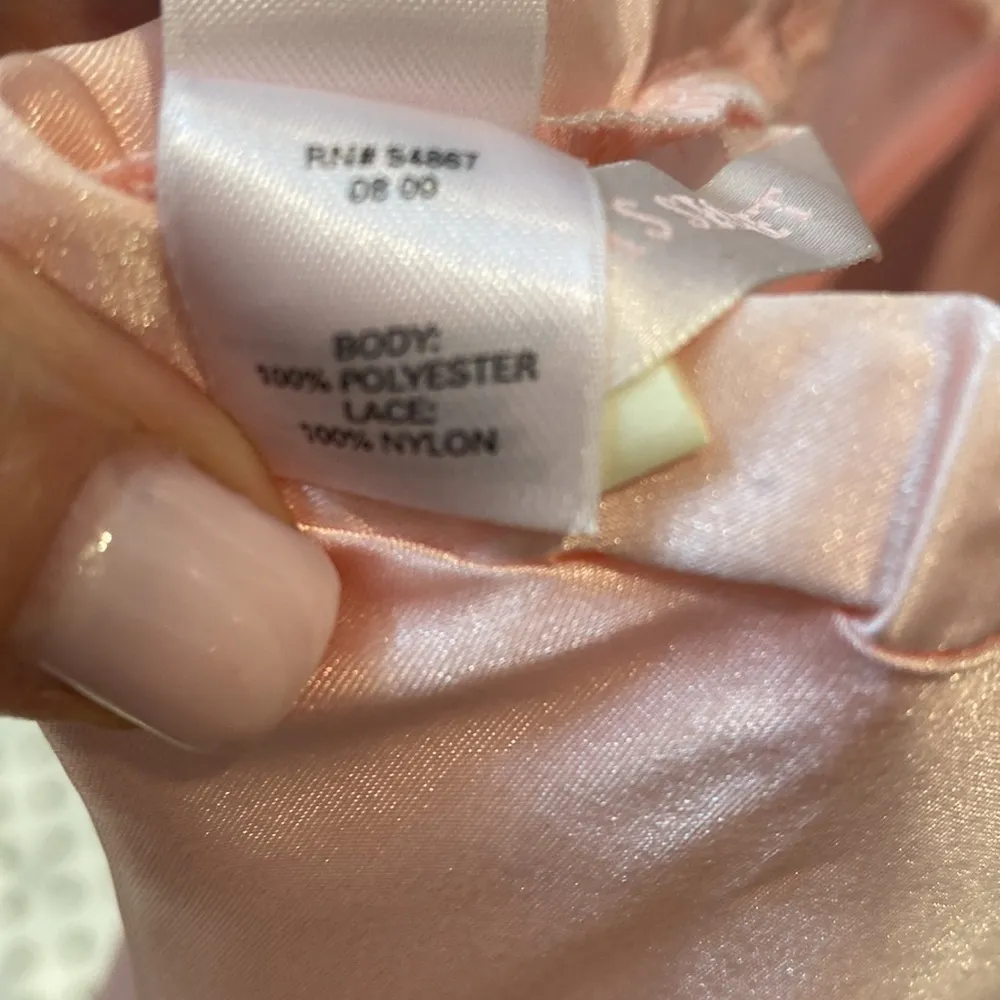 RN# 54867
08 00
BODY:
100% POLYESTER
LACE:
100% NYLON